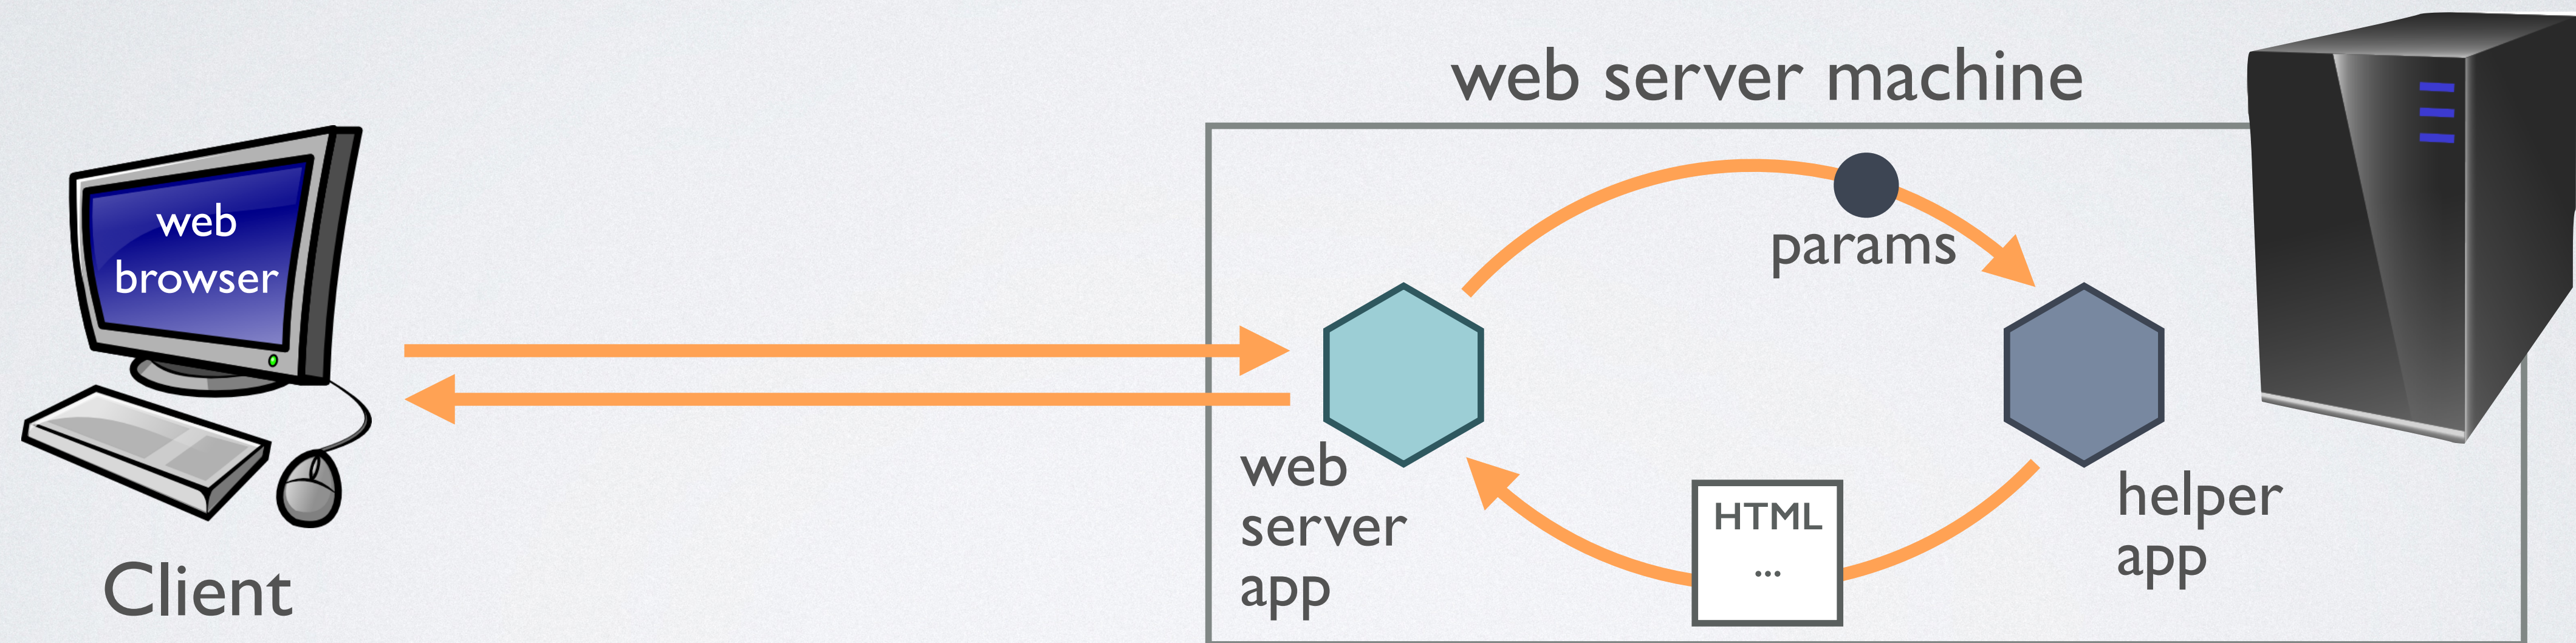 web server machine
web
browser
params
web
server
app
HTML
...
helper
app
Client